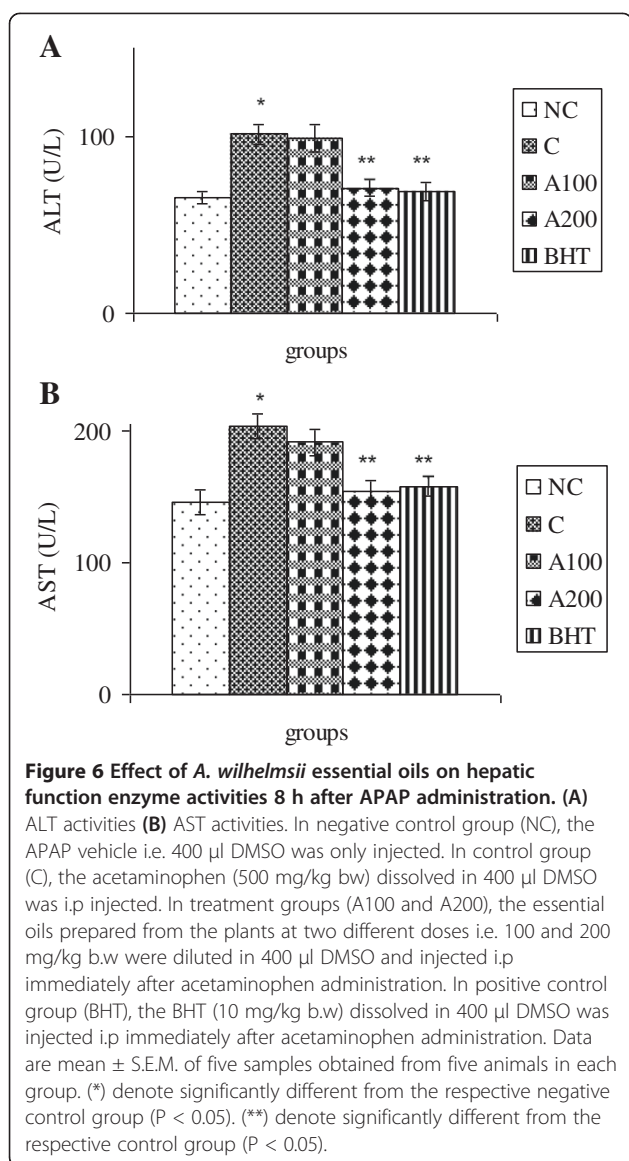 A
*
** **
100
0
ALT (U/L)
groups
NC
C
A100
A200
BHT
B
*
** **
200
100
0
AST (U/L)
groups
NC
C
A100
A200
BHT
Figure 6 Effect of A. wilhelmsii essential oils on hepatic
function enzyme activities 8 h after APAP administration. (A)
ALT activities (B) AST activities. In negative control group (NC), the
APAP vehicle i.e. 400 μl DMSO was only injected. In control group
(C), the acetaminophen (500 mg/kg bw) dissolved in 400 μl DMSO
was i.p injected. In treatment groups (A100 and A200), the essential
oils prepared from the plants at two different doses i.e. 100 and 200
mg/kg b.w were diluted in 400 μl DMSO and injected i.p
immediately after acetaminophen administration. In positive control
group (BHT), the BHT (10 mg/kg b.w) dissolved in 400 μl DMSO was
injected i.p immediately after acetaminophen administration. Data
are mean ± S.E.M. of five samples obtained from five animals in each
group. (*) denote significantly different from the respective negative
control group (P < 0.05). (**) denote significantly different from the
respective control group (P < 0.05).